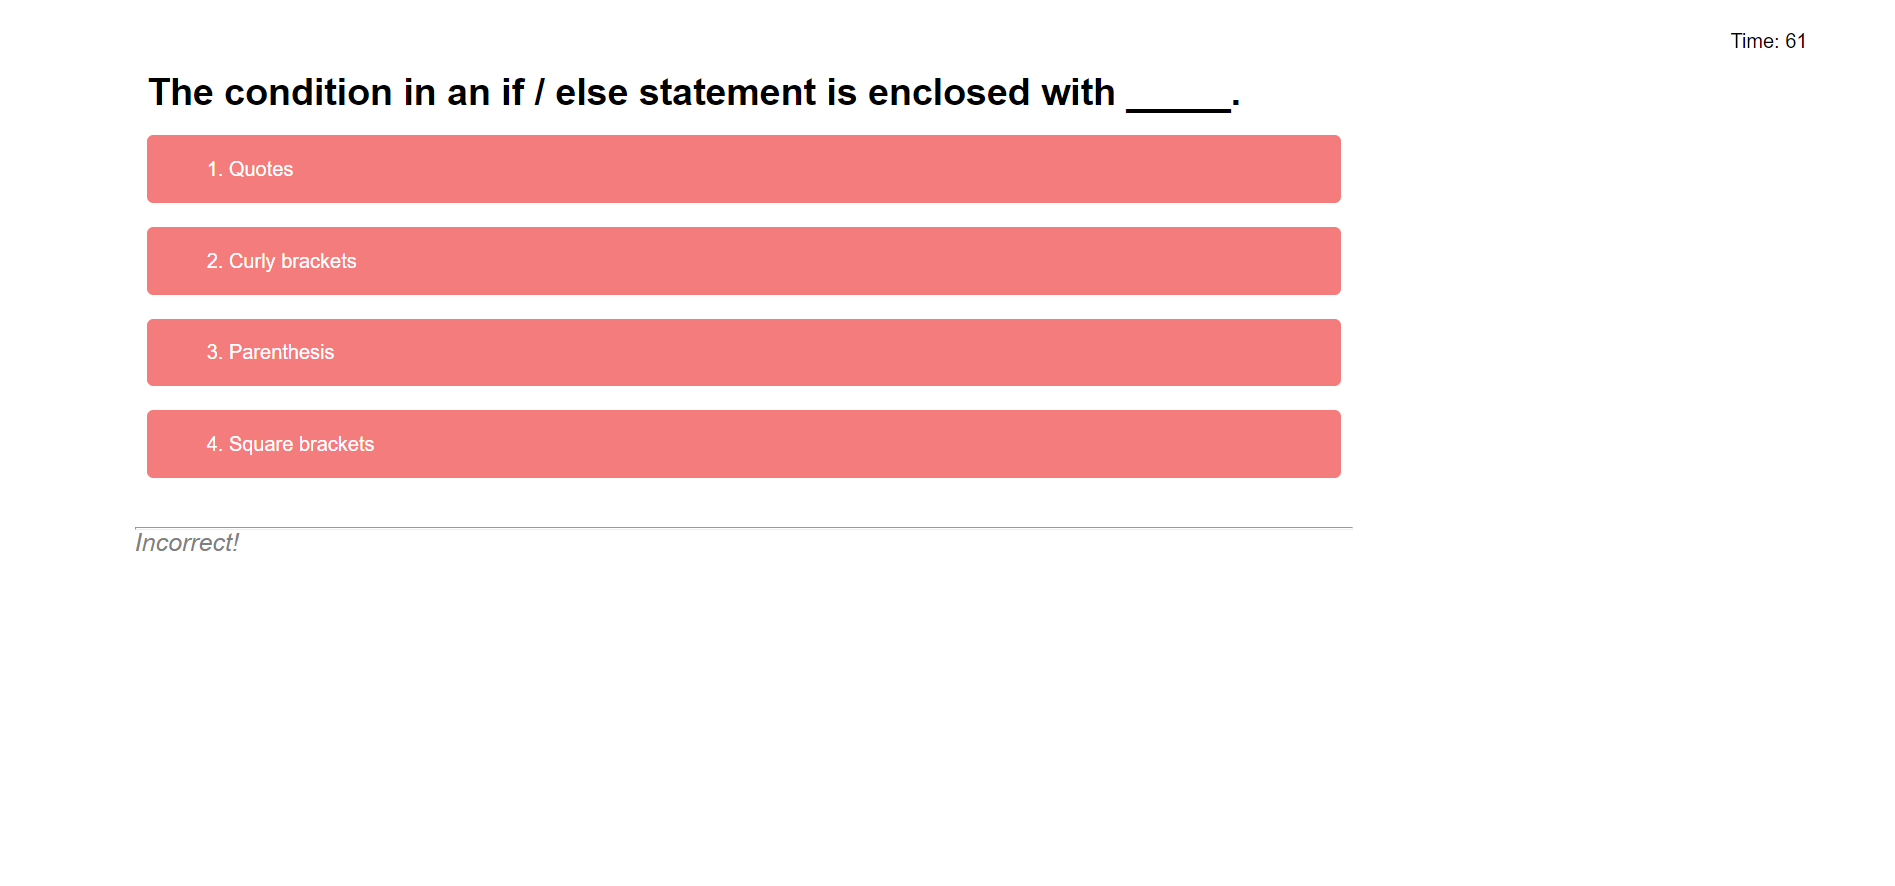 Time: 61
The condition in an if / else statement is enclosed with _____.
1. Quotes
2. Curly brackets
3. Parenthesis
4. Square brackets
Incorrect!